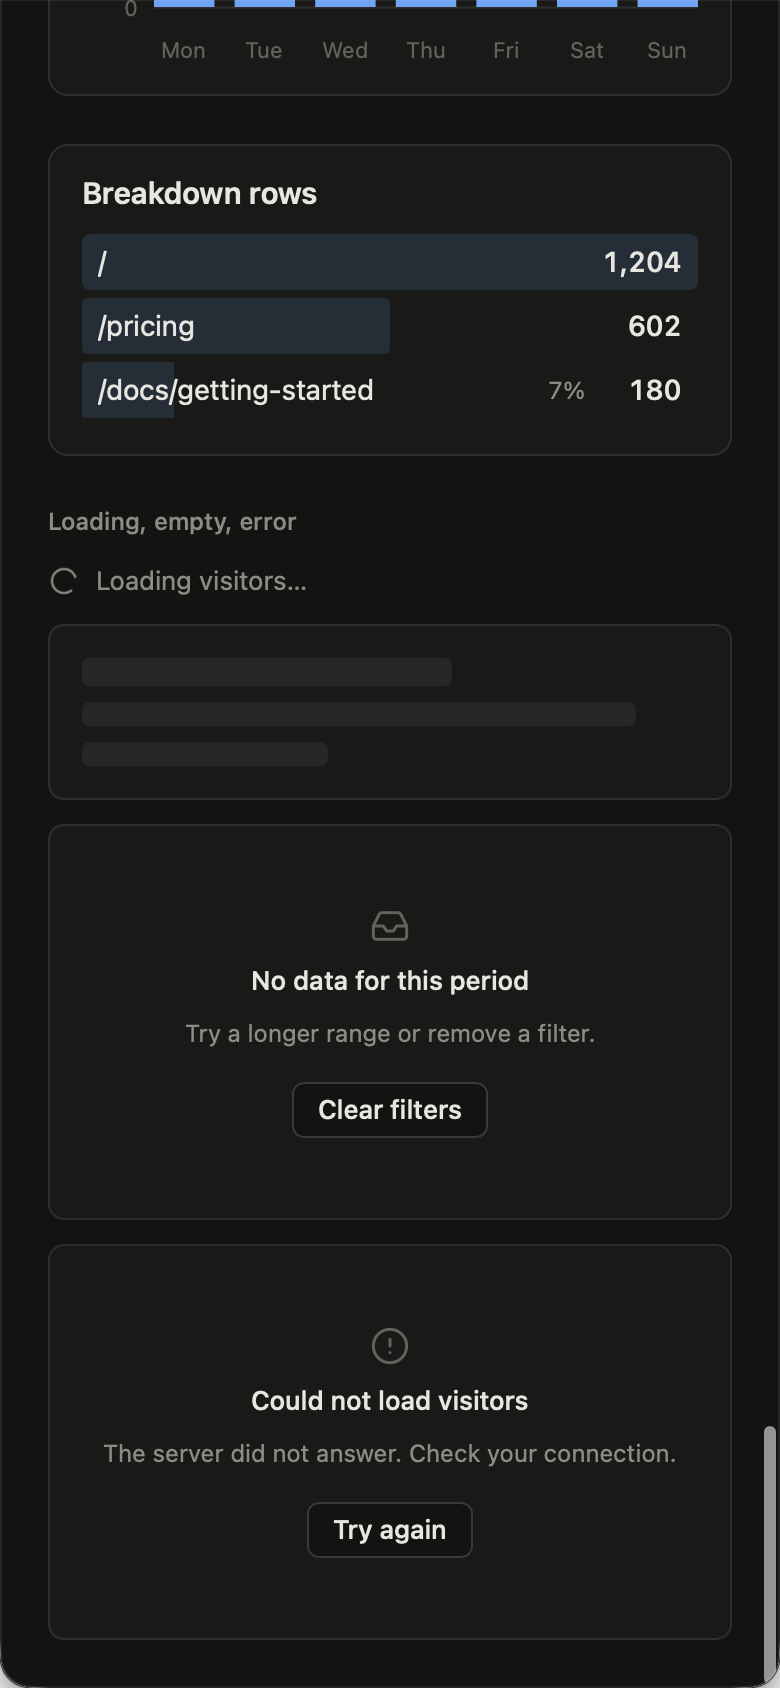 0
Mon Tue Wed Thu Fri Sat Sun
Breakdown rows
/ 1,204
/pricing 602
/docs/getting-started 7% 180
Loading, empty, error
Loading visitors...
No data for this period
Try a longer range or remove a filter.
Clear filters
Could not load visitors
The server did not answer. Check your connection.
Try again